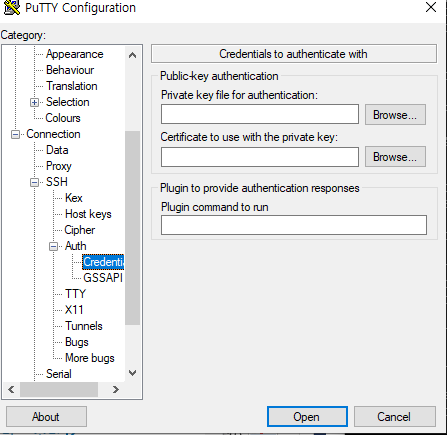 PuTTY Configuration
Category:
Appearance
Behaviour
Translation
Selection
Colours
Connection
Data
Proxy
SSH
Kex
Host keys
Cipher
Auth
Credentia
GSSAPI
TTY
X11
Tunnels
Bugs
More bugs
Serial
Credentials to authenticate with
Public-key authentication
Private key file for authentication:
Browse...
Certificate to use with the private key:
Browse...
Plugin to provide authentication responses
Plugin command to run
About
Open
Cancel